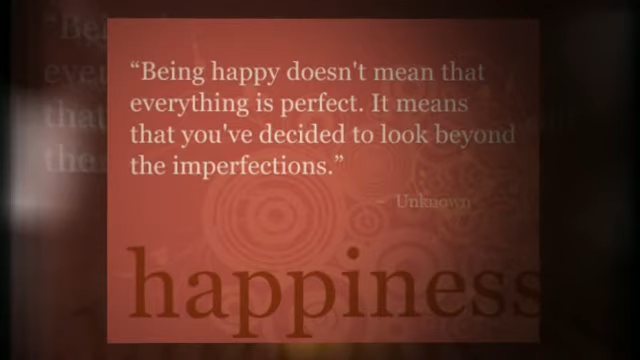 “Being happy doesn't mean that
everything is perfect. It means
that you've decided to look beyond
the imperfections.”
- Unknown
happiness